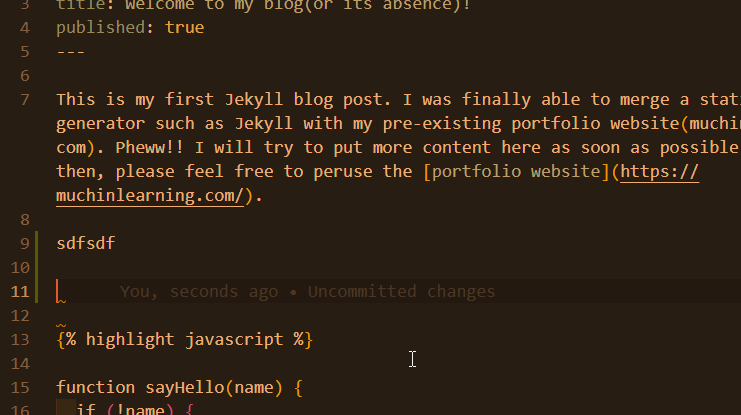 3 title: Welcome to my blog(or its absence)!
4 published: true
5 ---
6
7 This is my first Jekyll blog post. I was finally able to merge a stati
generator such as Jekyll with my pre-existing portfolio website(muchin
com). Pheww!! I will try to put more content here as soon as possible
then, please feel free to peruse the [portfolio website](https://
muchinlearning.com/).
8
9 sdfsdf
10
11 You, seconds ago • Uncommitted changes
12
13 {% highlight javascript %}
14
15 function sayHello(name) {
16 if (!name) {